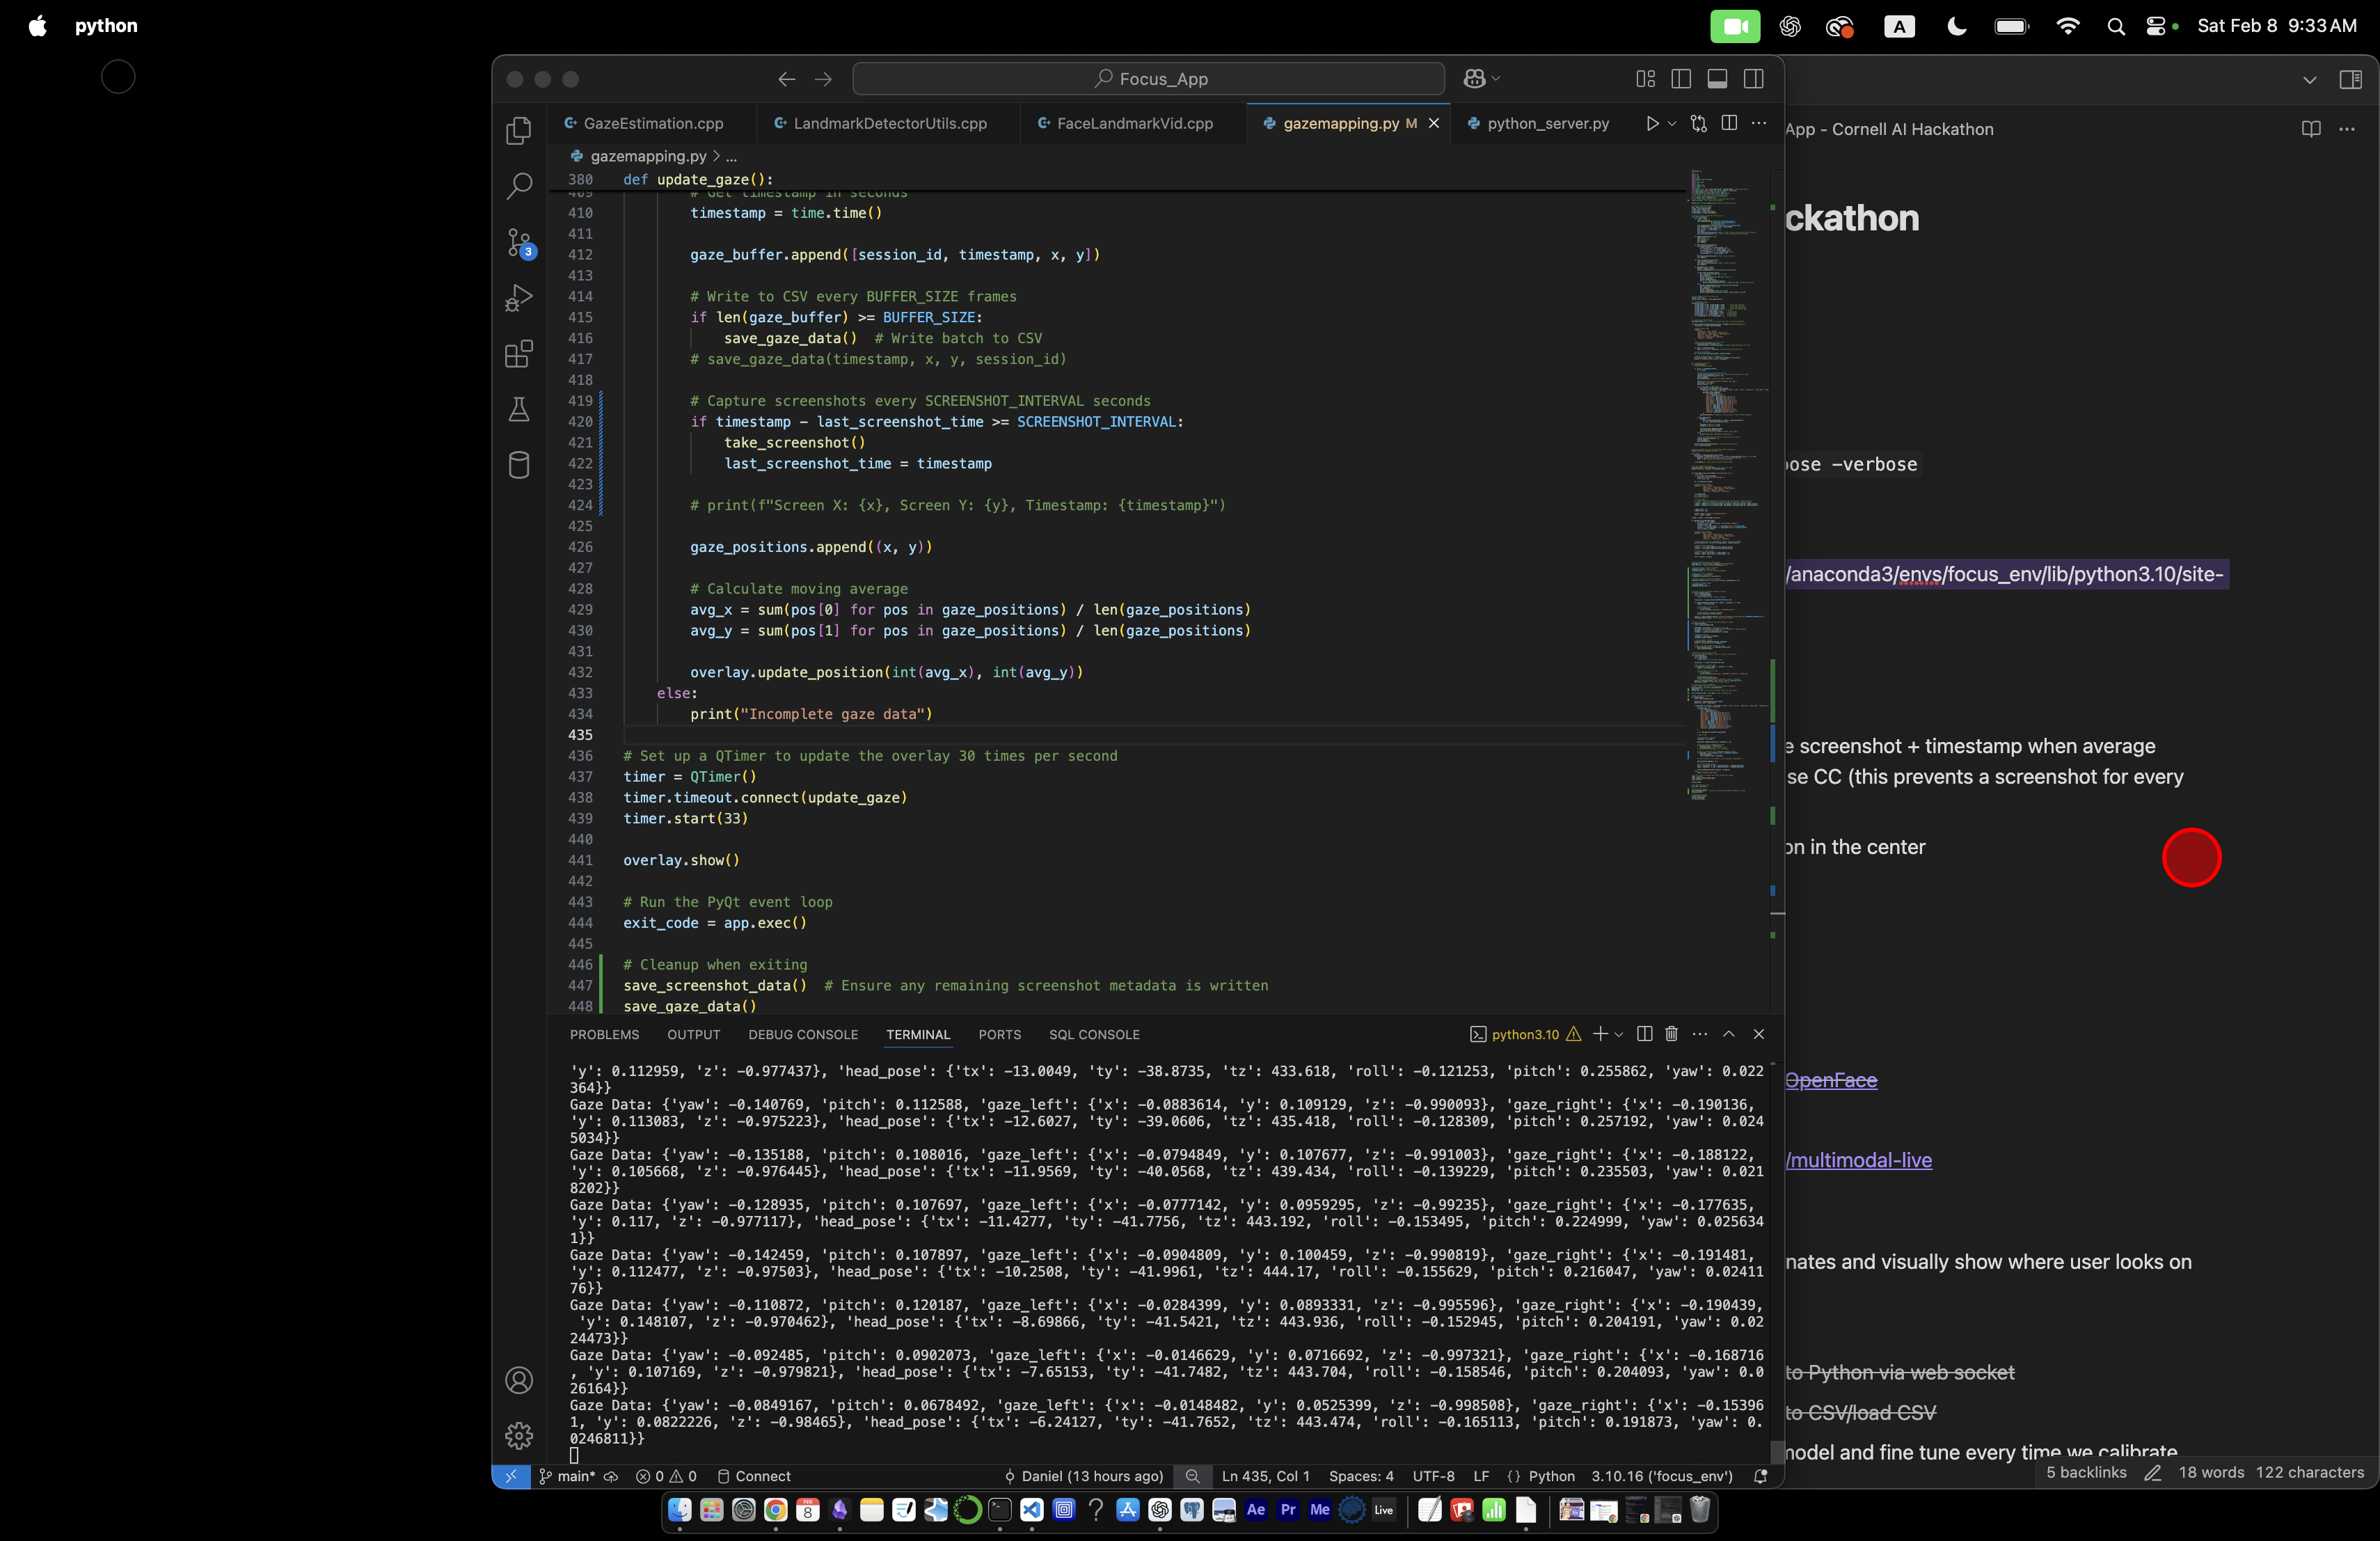 python
A
Sat Feb 8 9:33 AM
Focus_App
GazeEstimation.cpp
LandmarkDetectorUtils.cpp
FaceLandmarkVid.cpp
gazemapping.py M
python_server.py
gazemapping.py > ...
380 def update_gaze():
409 # Get timestamp in seconds
410 timestamp = time.time()
411
412 gaze_buffer.append([session_id, timestamp, x, y])
413
414 # Write to CSV every BUFFER_SIZE frames
415 if len(gaze_buffer) >= BUFFER_SIZE:
416 save_gaze_data() # Write batch to CSV
417 # save_gaze_data(timestamp, x, y, session_id)
418
419 # Capture screenshots every SCREENSHOT_INTERVAL seconds
420 if timestamp - last_screenshot_time >= SCREENSHOT_INTERVAL:
421 take_screenshot()
422 last_screenshot_time = timestamp
423
424 # print(f"Screen X: {x}, Screen Y: {y}, Timestamp: {timestamp}")
425
426 gaze_positions.append((x, y))
427
428 # Calculate moving average
429 avg_x = sum(pos[0] for pos in gaze_positions) / len(gaze_positions)
430 avg_y = sum(pos[1] for pos in gaze_positions) / len(gaze_positions)
431
432 overlay.update_position(int(avg_x), int(avg_y))
433 else:
434 print("Incomplete gaze data")
435
436 # Set up a QTimer to update the overlay 30 times per second
437 timer = QTimer()
438 timer.timeout.connect(update_gaze)
439 timer.start(33)
440
441 overlay.show()
442
443 # Run the PyQt event loop
444 exit_code = app.exec()
445
446 # Cleanup when exiting
447 save_screenshot_data() # Ensure any remaining screenshot metadata is written
448 save_gaze_data()
3
PROBLEMS OUTPUT DEBUG CONSOLE TERMINAL PORTS SQL CONSOLE
python3.10
'y': 0.112959, 'z': -0.977437}, 'head_pose': {'tx': -13.0049, 'ty': -38.8735, 'tz': 433.618, 'roll': -0.121253, 'pitch': 0.255862, 'yaw': 0.022
364}}
Gaze Data: {'yaw': -0.140769, 'pitch': 0.112588, 'gaze_left': {'x': -0.0883614, 'y': 0.109129, 'z': -0.990093}, 'gaze_right': {'x': -0.190136,
'y': 0.113083, 'z': -0.975223}, 'head_pose': {'tx': -12.6027, 'ty': -39.0606, 'tz': 435.418, 'roll': -0.128309, 'pitch': 0.257192, 'yaw': 0.024
5034}}
Gaze Data: {'yaw': -0.135188, 'pitch': 0.108016, 'gaze_left': {'x': -0.0794849, 'y': 0.107677, 'z': -0.991003}, 'gaze_right': {'x': -0.188122,
'y': 0.105668, 'z': -0.976445}, 'head_pose': {'tx': -11.9569, 'ty': -40.0568, 'tz': 439.434, 'roll': -0.139229, 'pitch': 0.235503, 'yaw': 0.021
8202}}
Gaze Data: {'yaw': -0.128935, 'pitch': 0.107697, 'gaze_left': {'x': -0.0777142, 'y': 0.0959295, 'z': -0.99235}, 'gaze_right': {'x': -0.177635,
'y': 0.117, 'z': -0.977117}, 'head_pose': {'tx': -11.4277, 'ty': -41.7756, 'tz': 443.192, 'roll': -0.153495, 'pitch': 0.224999, 'yaw': 0.025634
1}}
Gaze Data: {'yaw': -0.142459, 'pitch': 0.107897, 'gaze_left': {'x': -0.0904809, 'y': 0.100459, 'z': -0.990819}, 'gaze_right': {'x': -0.191481,
'y': 0.112477, 'z': -0.97503}, 'head_pose': {'tx': -10.2508, 'ty': -41.9961, 'tz': 444.17, 'roll': -0.155629, 'pitch': 0.216047, 'yaw': 0.02411
76}}
Gaze Data: {'yaw': -0.110872, 'pitch': 0.120187, 'gaze_left': {'x': -0.0284399, 'y': 0.0893331, 'z': -0.995596}, 'gaze_right': {'x': -0.190439,
'y': 0.148107, 'z': -0.970462}, 'head_pose': {'tx': -8.69866, 'ty': -41.5421, 'tz': 443.936, 'roll': -0.152945, 'pitch': 0.204191, 'yaw': 0.02
24473}}
Gaze Data: {'yaw': -0.092485, 'pitch': 0.0902073, 'gaze_left': {'x': -0.0146629, 'y': 0.0716692, 'z': -0.997321}, 'gaze_right': {'x': -0.168716
, 'y': 0.107169, 'z': -0.979821}, 'head_pose': {'tx': -7.65153, 'ty': -41.7482, 'tz': 443.704, 'roll': -0.158546, 'pitch': 0.204093, 'yaw': 0.0
26164}}
Gaze Data: {'yaw': -0.0849167, 'pitch': 0.0678492, 'gaze_left': {'x': -0.0148482, 'y': 0.0525399, 'z': -0.998508}, 'gaze_right': {'x': -0.15396
1, 'y': 0.0822226, 'z': -0.98465}, 'head_pose': {'tx': -6.24127, 'ty': -41.7652, 'tz': 443.474, 'roll': -0.165113, 'pitch': 0.191873, 'yaw': 0.
0246811}}
main* 0 0 Connect Daniel (13 hours ago) Ln 435, Col 1 Spaces: 4 UTF-8 LF {} Python 3.10.16 ('focus_env')
App - Cornell AI Hackathon
ckathon
ose -verbose
/anaconda3/envs/focus_env/lib/python3.10/site-
e screenshot + timestamp when average
se CC (this prevents a screenshot for every
on in the center
OpenFace
/multimodal-live
nates and visually show where user looks on
to Python via web socket
to CSV/load CSV
model and fine tune every time we calibrate
5 backlinks 18 words 122 characters
FEB
8
?
Ae
Pr
Me
Live